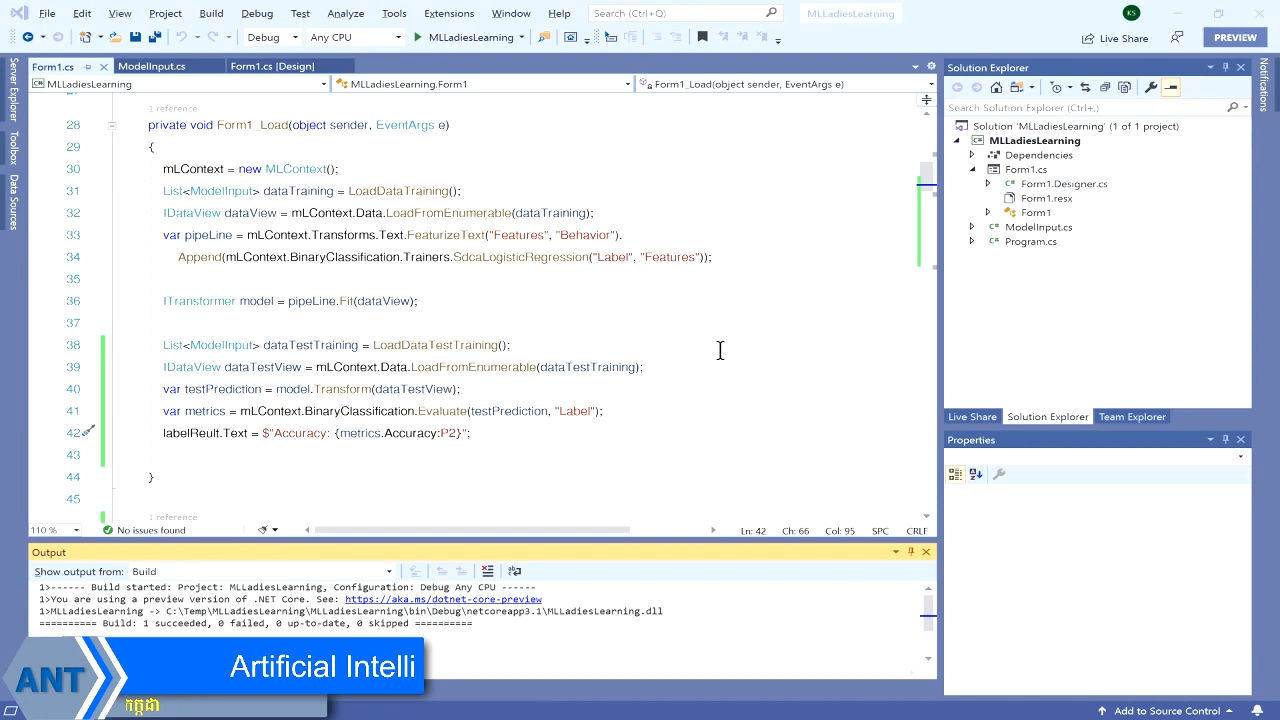 File Edit View Project Build Debug Test Analyze Tools Extensions Window Help Search (Ctrl+Q) MLLadiesLearning KS
Debug Any CPU MLLadiesLearning Live Share PREVIEW
Form1.cs ModelInput.cs Form1.cs [Design]
MLLadiesLearning MLLadiesLearning.Form1 Form1_Load(object sender, EventArgs e)
1 reference
28 private void Form1_Load(object sender, EventArgs e)
29 {
30 mLContext = new MLContext();
31 List<ModelInput> dataTraining = LoadDataTraining();
32 IDataView dataView = mLContext.Data.LoadFromEnumerable(dataTraining);
33 var pipeLine = mLContext.Transforms.Text.FeaturizeText("Features", "Behavior").
34 Append(mLContext.BinaryClassification.Trainers.SdcaLogisticRegression("Label", "Features"));
35
36 ITransformer model = pipeLine.Fit(dataView);
37
38 List<ModelInput> dataTestTraining = LoadDataTestTraining();
39 IDataView dataTestView = mLContext.Data.LoadFromEnumerable(dataTestTraining);
40 var testPrediction = model.Transform(dataTestView);
41 var metrics = mLContext.BinaryClassification.Evaluate(testPrediction, "Label");
42 labelReult.Text = $"Accuracy: {metrics.Accuracy:P2}";
43
44 }
45
1 reference
110 % No issues found Ln: 42 Ch: 66 Col: 95 SPC CRLF
Output
Show output from: Build
1>------ Build started: Project: MLLadiesLearning, Configuration: Debug Any CPU ------
1>You are using a preview version of .NET Core. See: https://aka.ms/dotnet-core-preview
1>MLLadiesLearning -> C:\Temp\MLLadiesLearning\MLLadiesLearning\bin\Debug\netcoreapp3.1\MLLadiesLearning.dll
========== Build: 1 succeeded, 0 failed, 0 up-to-date, 0 skipped ==========
Server Explorer
Toolbox
Data Sources
Solution Explorer
Search Solution Explorer (Ctrl+,)
Solution 'MLLadiesLearning' (1 of 1 project)
MLLadiesLearning
Dependencies
Form1.cs
Form1.Designer.cs
Form1.resx
Form1
ModelInput.cs
Program.cs
Live Share Solution Explorer Team Explorer
Properties
Notifications
ANT
Artificial Intelli
Add to Source Control